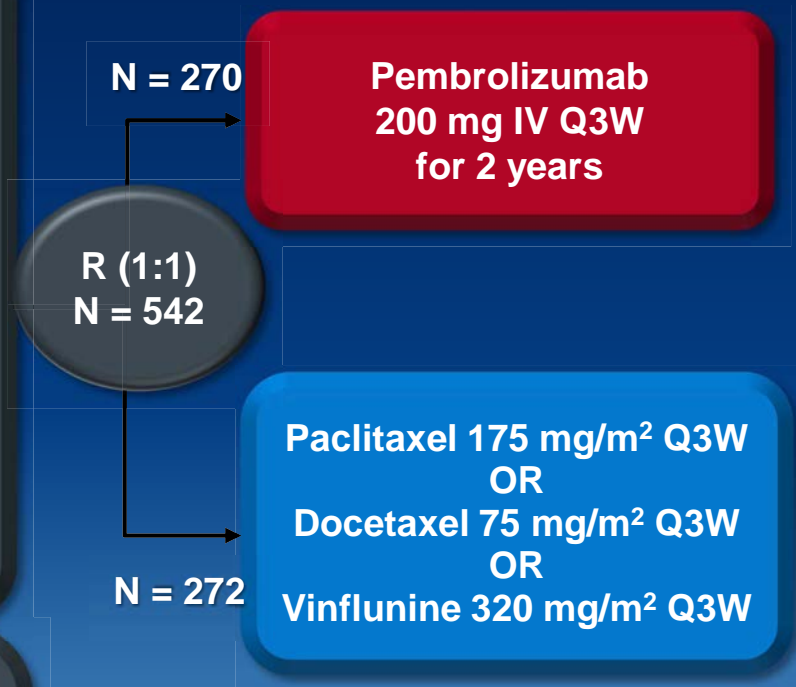 N = 270
Pembrolizumab
200 mg IV Q3W
for 2 years
R (1:1)
N = 542
Paclitaxel 175 mg/m² Q3W
OR
Docetaxel 75 mg/m² Q3W
OR
Vinflunine 320 mg/m² Q3W
N = 272